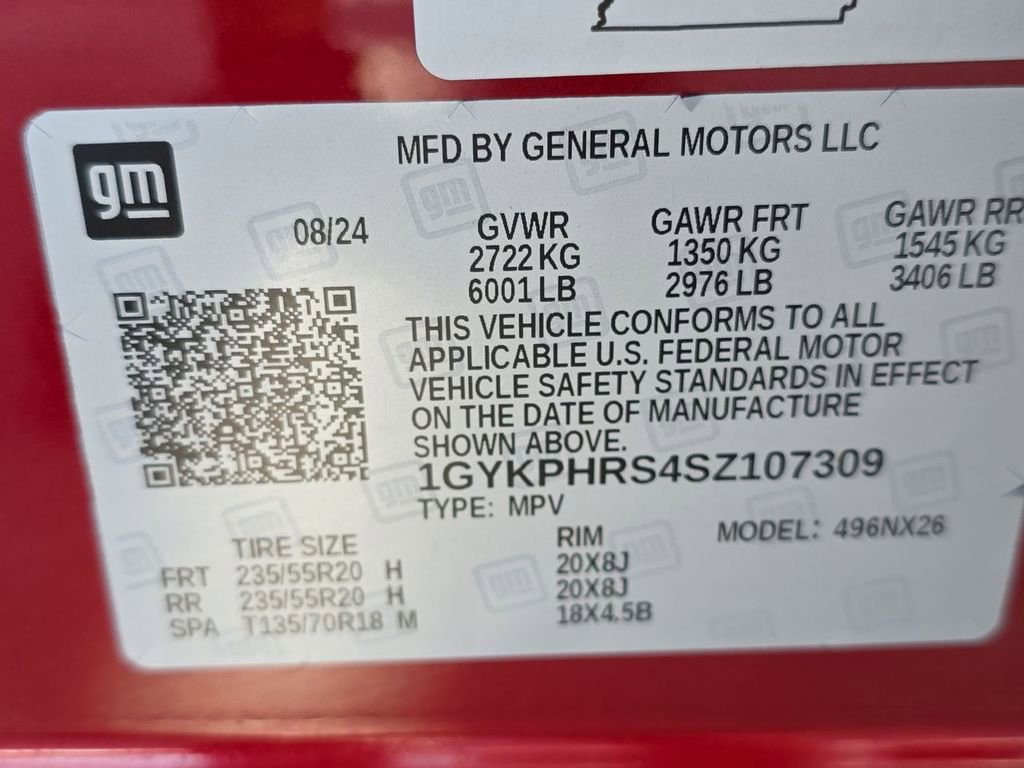 gm
MFD BY GENERAL MOTORS LLC
08/24
GVWR GAWR FRT GAWR RR
2722 KG 1350 KG 1545 KG
6001 LB 2976 LB 3406 LB
THIS VEHICLE CONFORMS TO ALL
APPLICABLE U.S. FEDERAL MOTOR
VEHICLE SAFETY STANDARDS IN EFFECT
ON THE DATE OF MANUFACTURE
SHOWN ABOVE.
1GYKPHRS4SZ107309
TYPE: MPV
MODEL: 496NX26
TIRE SIZE RIM
FRT 235/55R20 H 20X8J
RR 235/55R20 H 20X8J
SPA T135/70R18 M 18X4.5B